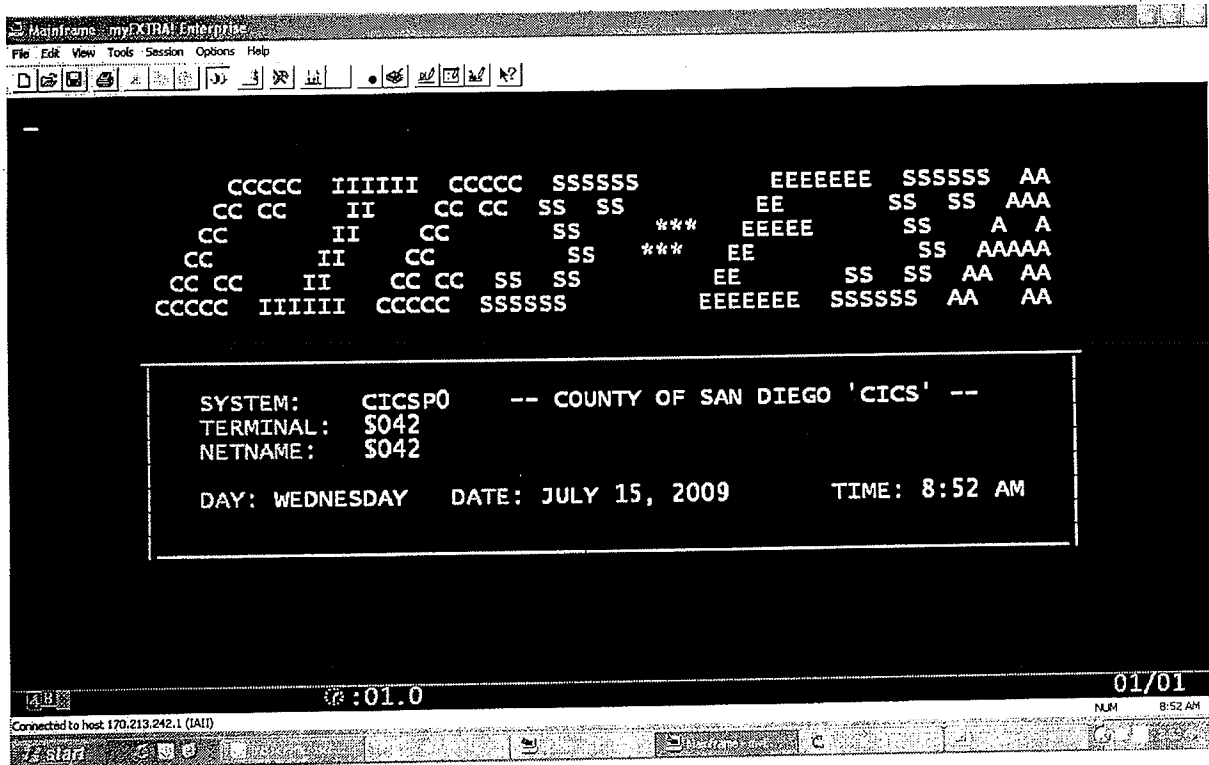 Mainframe - myEXTRA! Enterprise
File Edit View Tools Session Options Help
CCCCC IIIIII CCCCC SSSSSS EEEEEEE SSSSSS AA
CC CC II CC CC SS SS EE SS SS AAA
CC II CC SS *** EEEEE SS A A
CC II CC SS *** EE SS AAAAA
CC CC II CC CC SS SS EE SS SS AA AA
CCCCC IIIIII CCCCC SSSSSS EEEEEEE SSSSSS AA AA
SYSTEM: CICSP0 -- COUNTY OF SAN DIEGO 'CICS' --
TERMINAL: S042
NETNAME: S042
DAY: WEDNESDAY DATE: JULY 15, 2009 TIME: 8:52 AM
4B :01.0 01/01
Connected to host 170.213.242.1 (IAII) NUM 8:52 AM
start